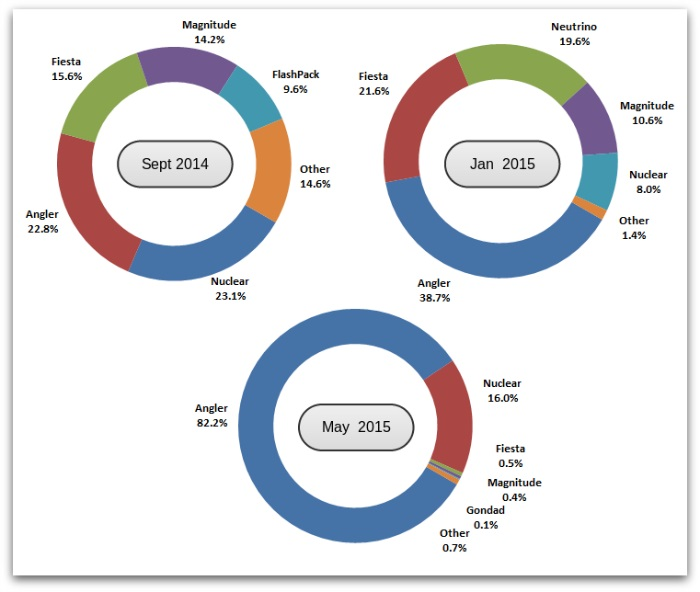 Magnitude
14.2%
Fiesta
15.6%
FlashPack
9.6%
Sept 2014
Other
14.6%
Angler
22.8%
Nuclear
23.1%
Neutrino
19.6%
Fiesta
21.6%
Magnitude
10.6%
Jan 2015
Nuclear
8.0%
Other
1.4%
Angler
38.7%
Angler
82.2%
Nuclear
16.0%
May 2015
Fiesta
0.5%
Magnitude
0.4%
Gondad
0.1%
Other
0.7%